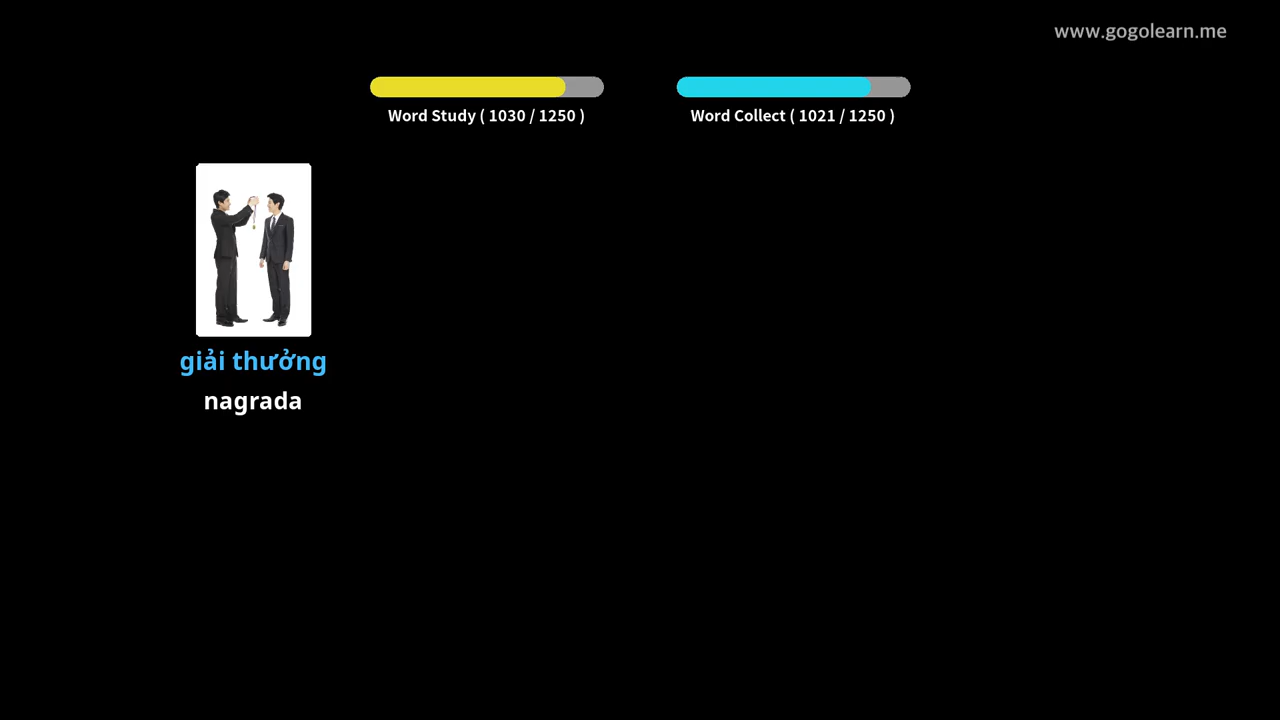 www.gogolearn.me
Word Study ( 1030 / 1250 )
Word Collect ( 1021 / 1250 )
giải thưởng
nagrada